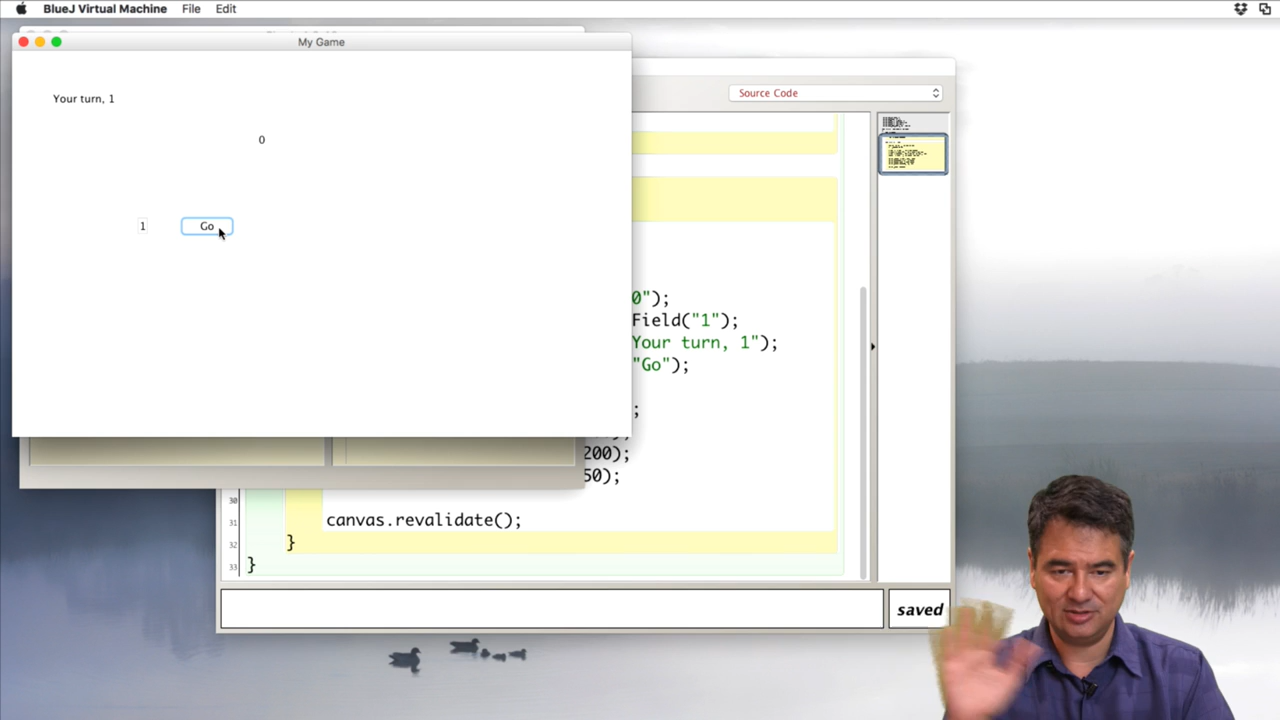 BlueJ Virtual Machine File Edit
My Game
Source Code
Your turn, 1
0
1 Go
0");
Field("1");
Your turn, 1");
"Go");
;
200);
50);
30
31 canvas.revalidate();
32 }
33 }
saved